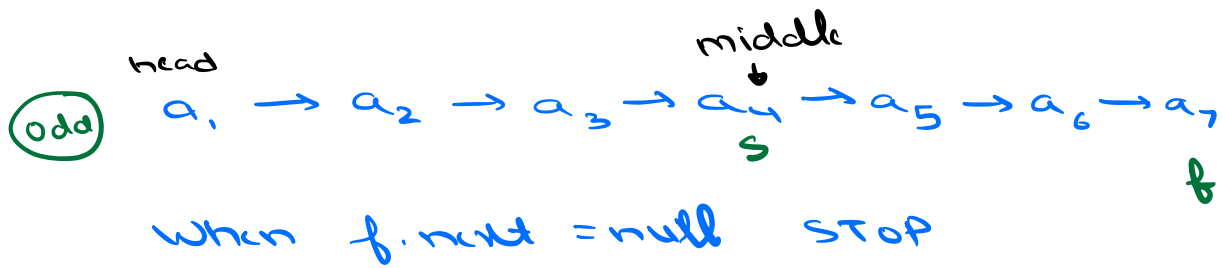 middle
head
odd a1 → a2 → a3 → a4 → a5 → a6 → a7
s
f
when f.next = null STOP